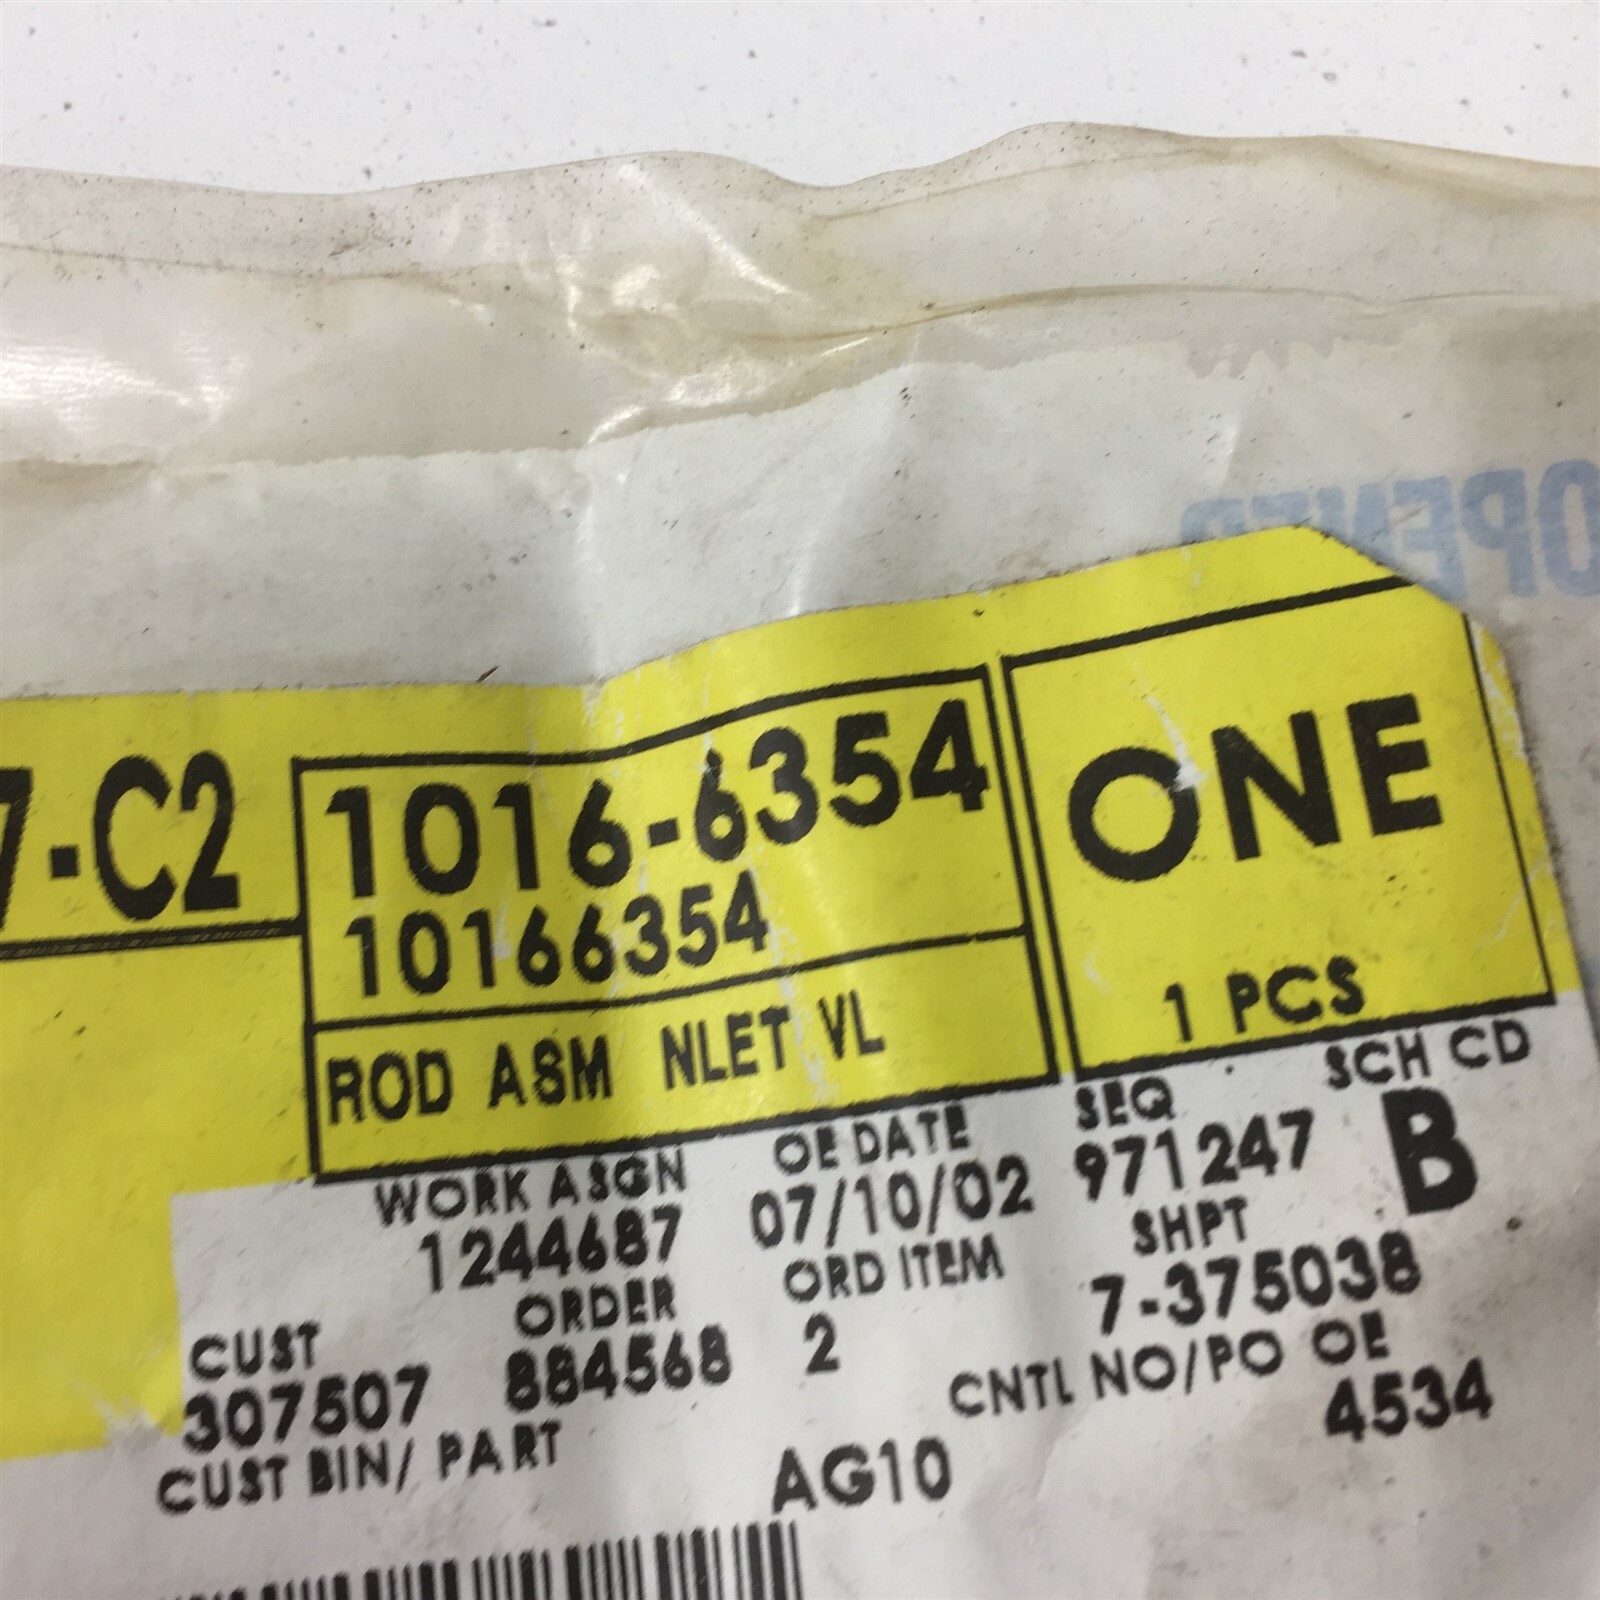 OPENED
7-C2
1016-6354
10166354
ROD ASM NLET VL
ONE
1 PCS
WORK ASGN OE DATE SEQ SCH CD
1244687 07/10/02 971247 B
CUST ORDER ORD ITEM SHPT
307507 884568 2 7-375038
CUST BIN/ PART CNTL NO/PO OE
AG10 4534